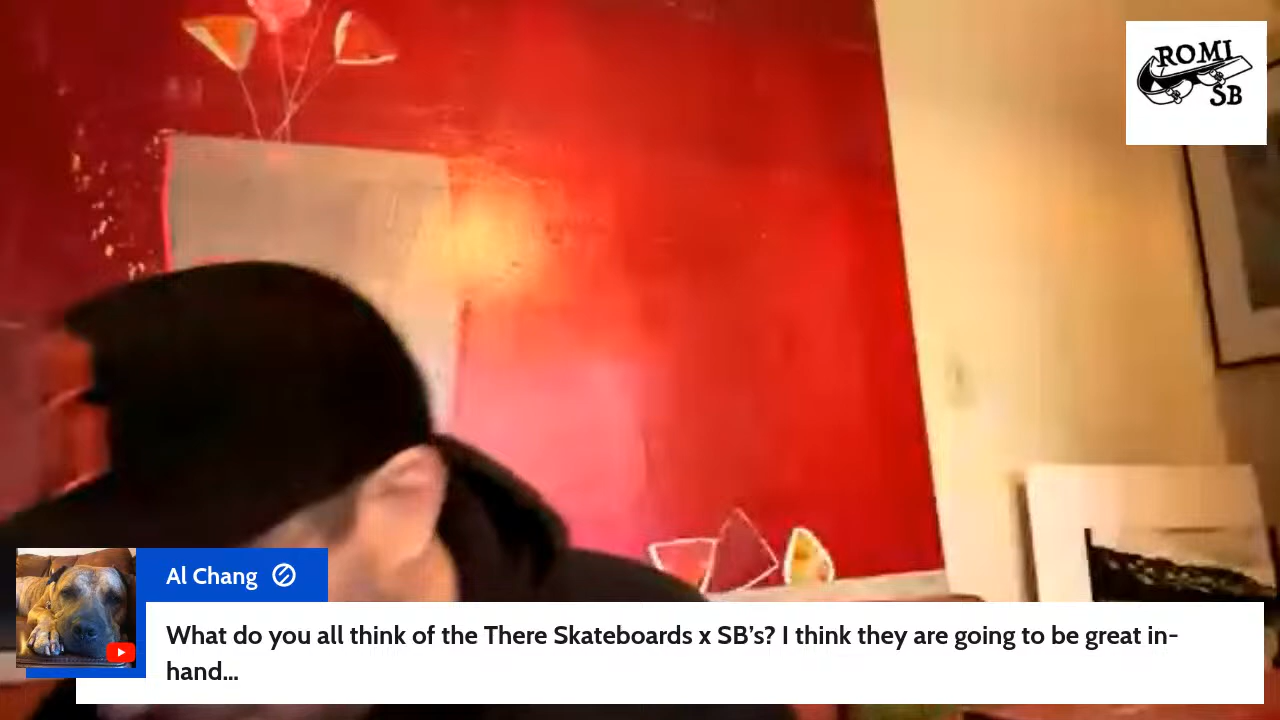 ROMI
SB
Al Chang
What do you all think of the There Skateboards x SB's? I think they are going to be great in-
hand...